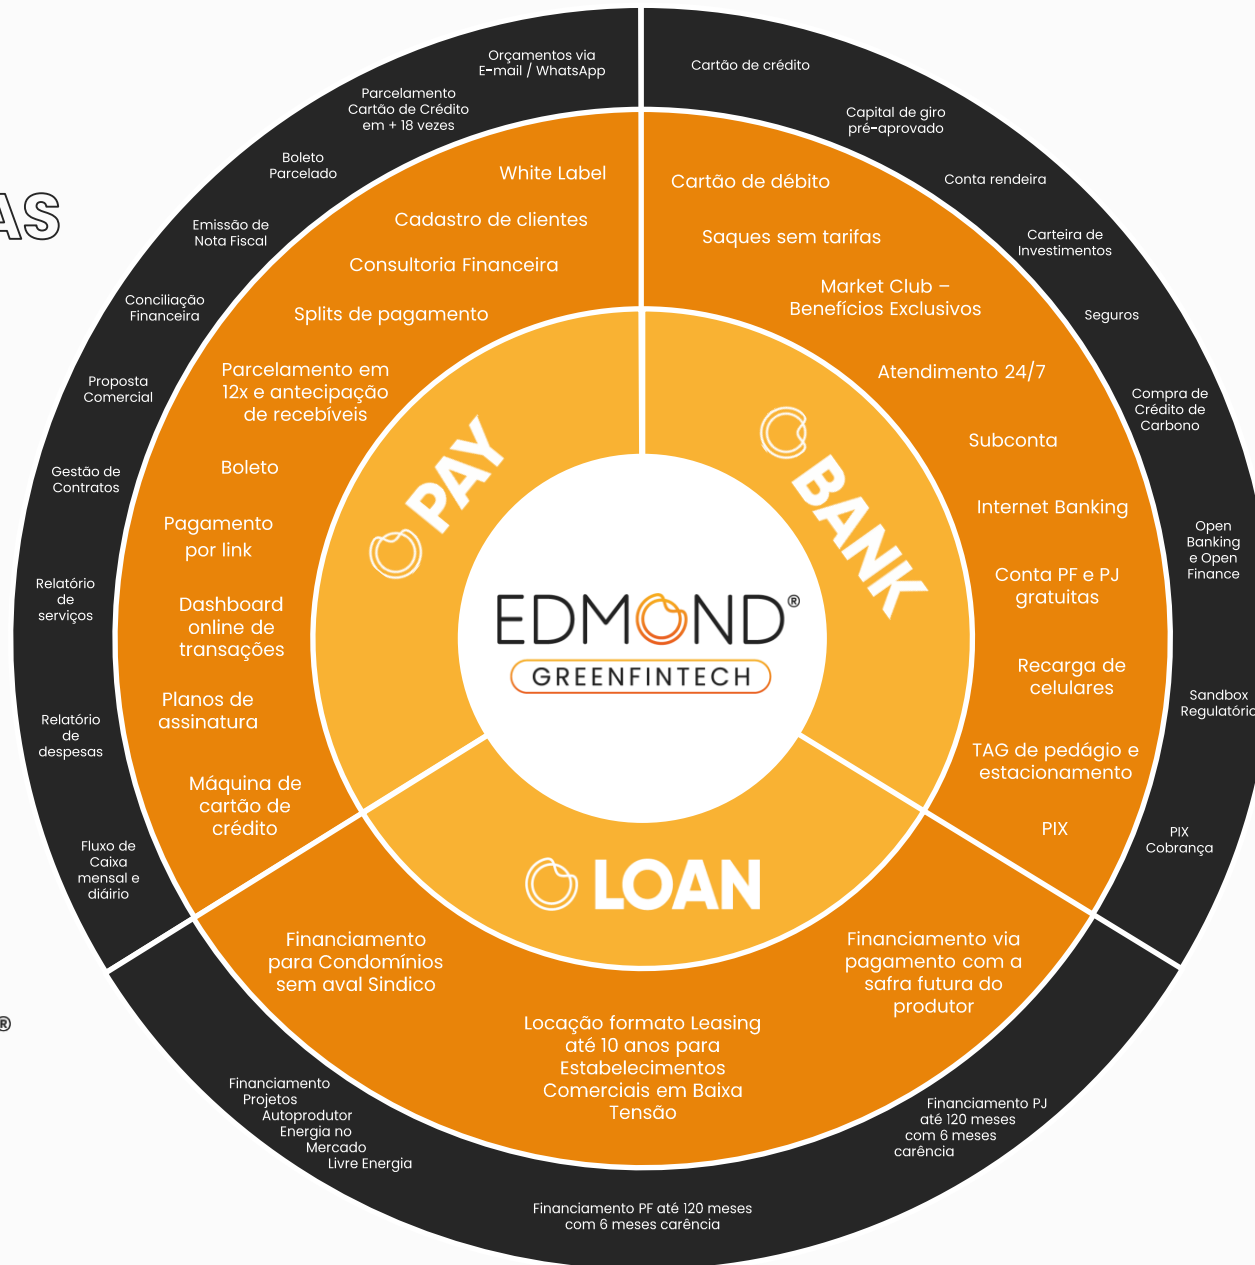 AS
®
Orçamentos via
E-mail / WhatsApp
Parcelamento
Cartão de Crédito
em + 18 vezes
Boleto
Parcelado
Emissão de
Nota Fiscal
Conciliação
Financeira
Proposta
Comercial
Gestão de
Contratos
Relatório
de
serviços
Relatório
de
despesas
Fluxo de
Caixa
mensal e
diáirio
White Label
Cadastro de clientes
Consultoria Financeira
Splits de pagamento
Parcelamento em
12x e antecipação
de recebíveis
Boleto
Pagamento
por link
Dashboard
online de
transações
Planos de
assinatura
Máquina de
cartão de
crédito
PAY
Cartão de crédito
Capital de giro
pré-aprovado
Conta rendeira
Carteira de
Investimentos
Seguros
Compra de
Crédito de
Carbono
Open
Banking
e Open
Finance
Sandbox
Regulatório
PIX
Cobrança
Cartão de débito
Saques sem tarifas
Market Club –
Benefícios Exclusivos
Atendimento 24/7
Subconta
Internet Banking
Conta PF e PJ
gratuitas
Recarga de
celulares
TAG de pedágio e
estacionamento
PIX
BANK
EDMOND®
GREENFINTECH
LOAN
Financiamento
para Condomínios
sem aval Sindico
Locação formato Leasing
até 10 anos para
Estabelecimentos
Comerciais em Baixa
Tensão
Financiamento via
pagamento com a
safra futura do
produtor
Financiamento
Projetos
Autoprodutor
Energia no
Mercado
Livre Energia
Financiamento PF até 120 meses
com 6 meses carência
Financiamento PJ
até 120 meses
com 6 meses
carência